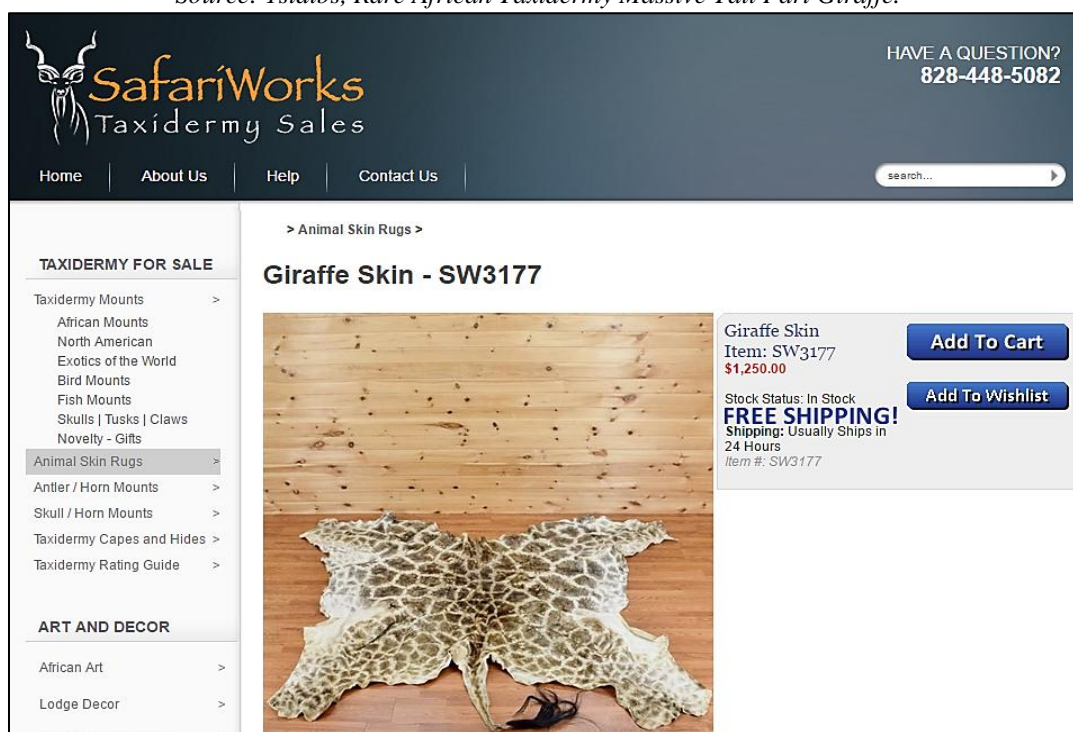 Source: Tsidibs, Rare African Taxidermy Massive Tall Part Giraffe.
SafariWorks
Taxidermy Sales
HAVE A QUESTION?
828-448-5082
Home
About Us
Help
Contact Us
search...
> Animal Skin Rugs >
TAXIDERMY FOR SALE
Taxidermy Mounts >
African Mounts
North American
Exotics of the World
Bird Mounts
Fish Mounts
Skulls | Tusks | Claws
Novelty - Gifts
Animal Skin Rugs >
Antler / Horn Mounts >
Skull / Horn Mounts >
Taxidermy Capes and Hides >
Taxidermy Rating Guide >
ART AND DECOR
African Art >
Lodge Decor >
Giraffe Skin - SW3177
Giraffe Skin
Item: SW3177
$1,250.00
Stock Status: In Stock
FREE SHIPPING!
Shipping: Usually Ships in
24 Hours
Item #: SW3177
Add To Cart
Add To Wishlist